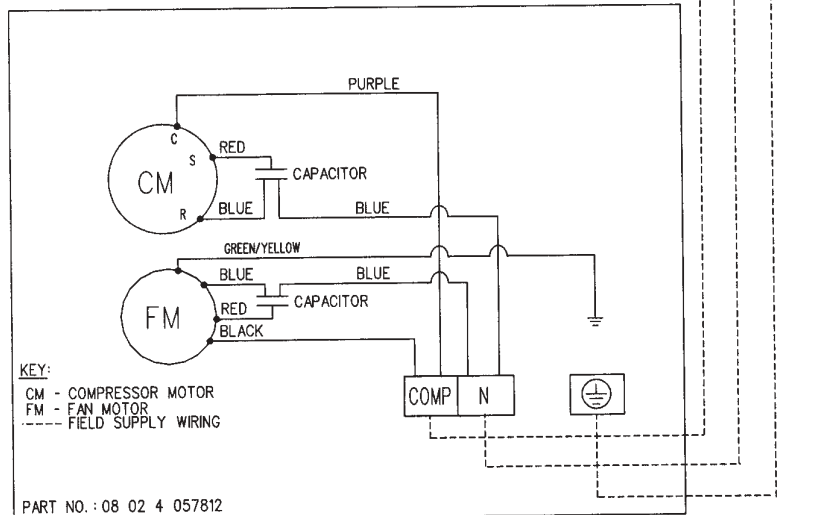 PURPLE
C
RED
S
CM
CAPACITOR
R
BLUE
BLUE
GREEN/YELLOW
BLUE
BLUE
FM
CAPACITOR
RED
BLACK
KEY:
CM - COMPRESSOR MOTOR
FM - FAN MOTOR
------ FIELD SUPPLY WIRING
COMP
N
PART NO. : 08 02 4 057812